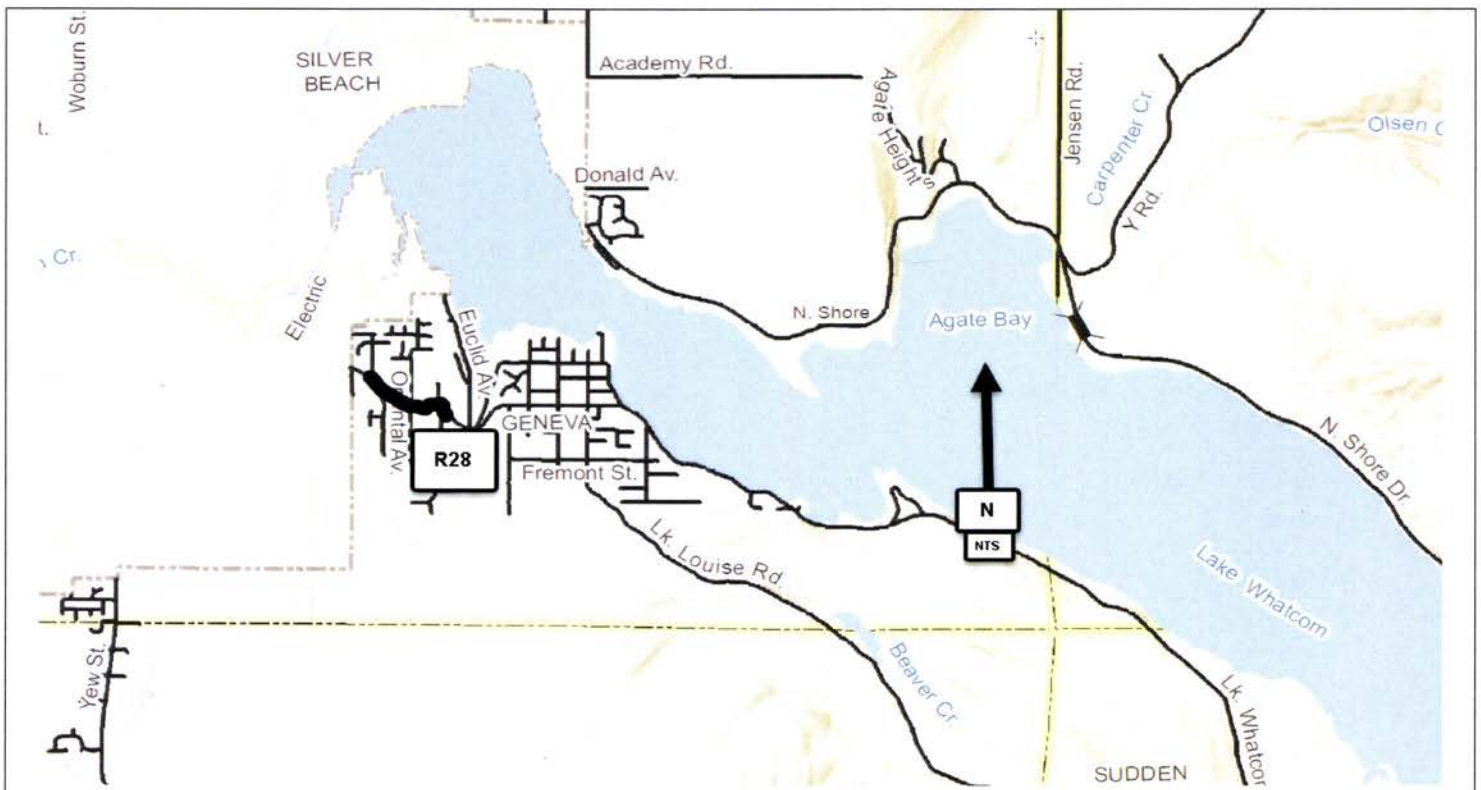 Woburn St.
SILVER
BEACH
Academy Rd.
Agate Heights
Jensen Rd.
Carpenter Cr.
Olsen C
t.
Donald Av.
Y Rd.
Cr.
Electric
N. Shore
Agate Bay
Euclid Av.
Oriental Av.
GENEVA
R28
Fremont St.
N. Shore Dr.
N
NTS
Lk. Louise Rd.
Lake Whatcom
Yew St.
Beaver Cr.
Lk. Whatcom
SUDDEN